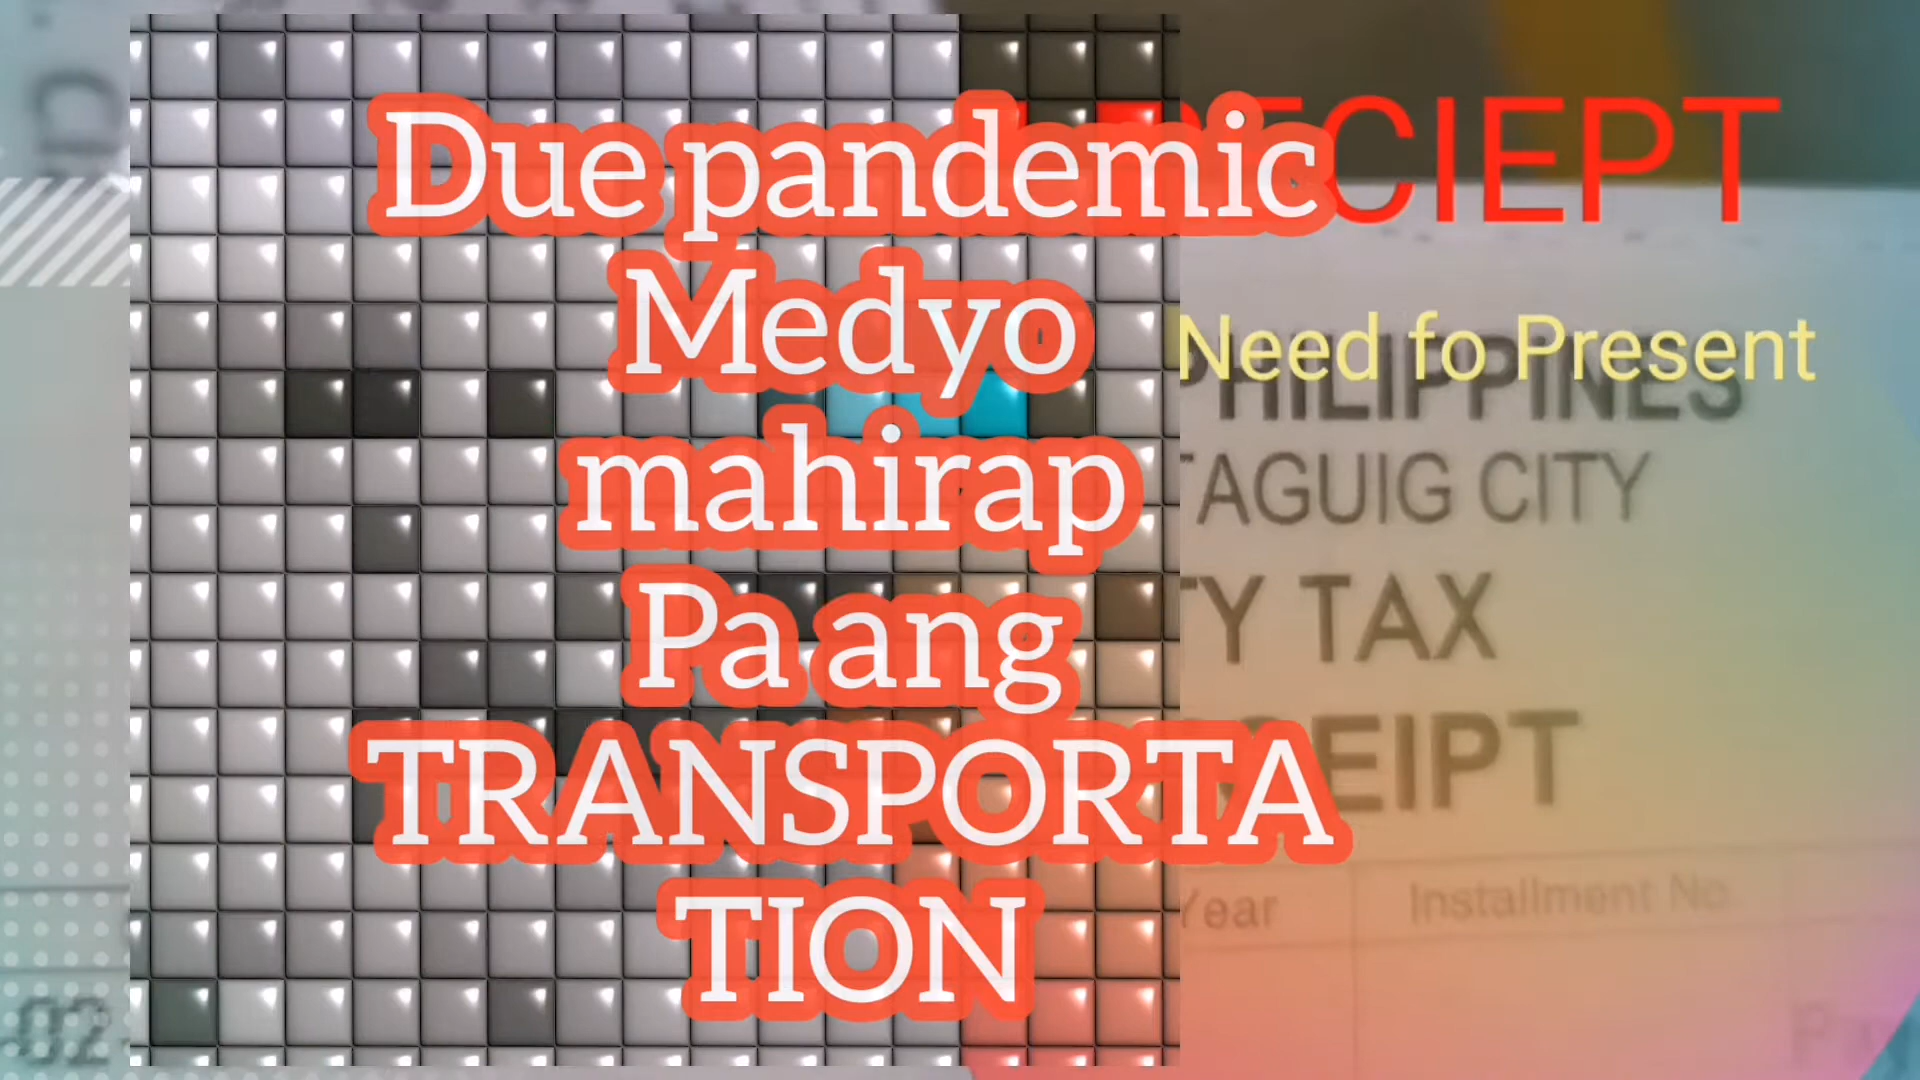 Due pandemic
Medyo
mahirap
Pa ang
TRANSPORTA
TION
CIEPT
Need fo Present
PHILIPPINES
TAGUIG CITY
TY TAX
EIPT
Year
Installment No.